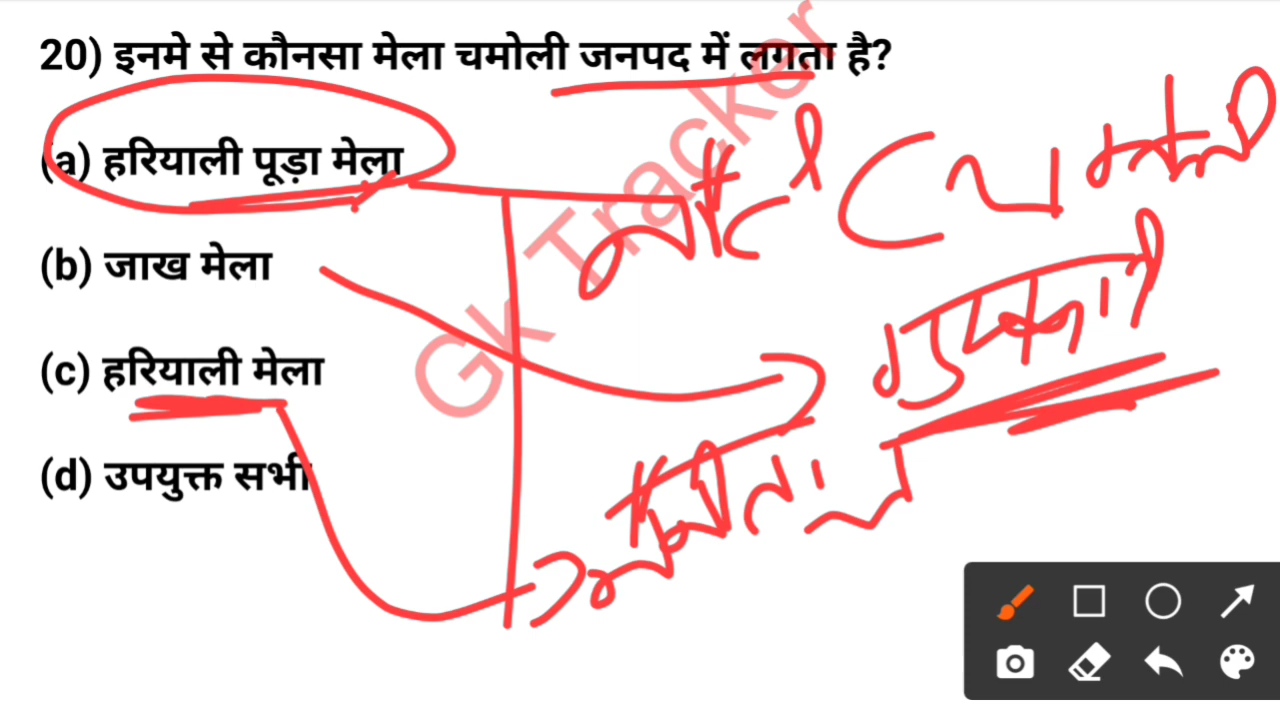 20) इनमे से कौनसा मेला चमोली जनपद में लगता है?
(a) हरियाली पूड़ा मेला
(b) जाख मेला
(c) हरियाली मेला
(d) उपयुक्त सभी
Gk Tracker